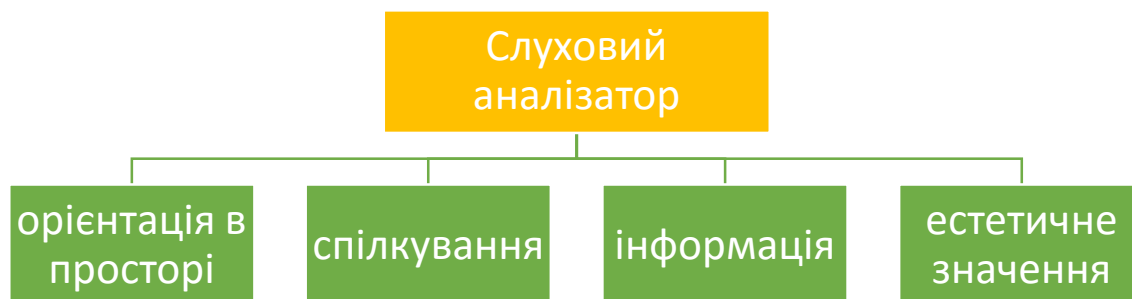 Слуховий
аналізатор
орієнтація в
просторі
спілкування
інформація
естетичне
значення